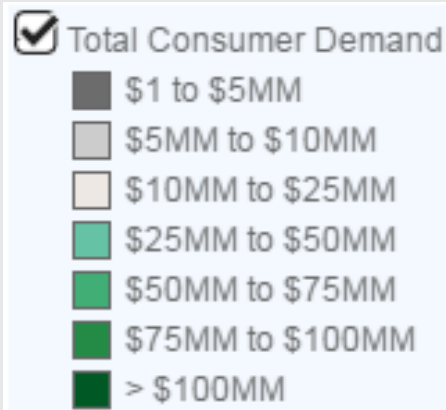 Total Consumer Demand
$1 to $5MM
$5MM to $10MM
$10MM to $25MM
$25MM to $50MM
$50MM to $75MM
$75MM to $100MM
> $100MM